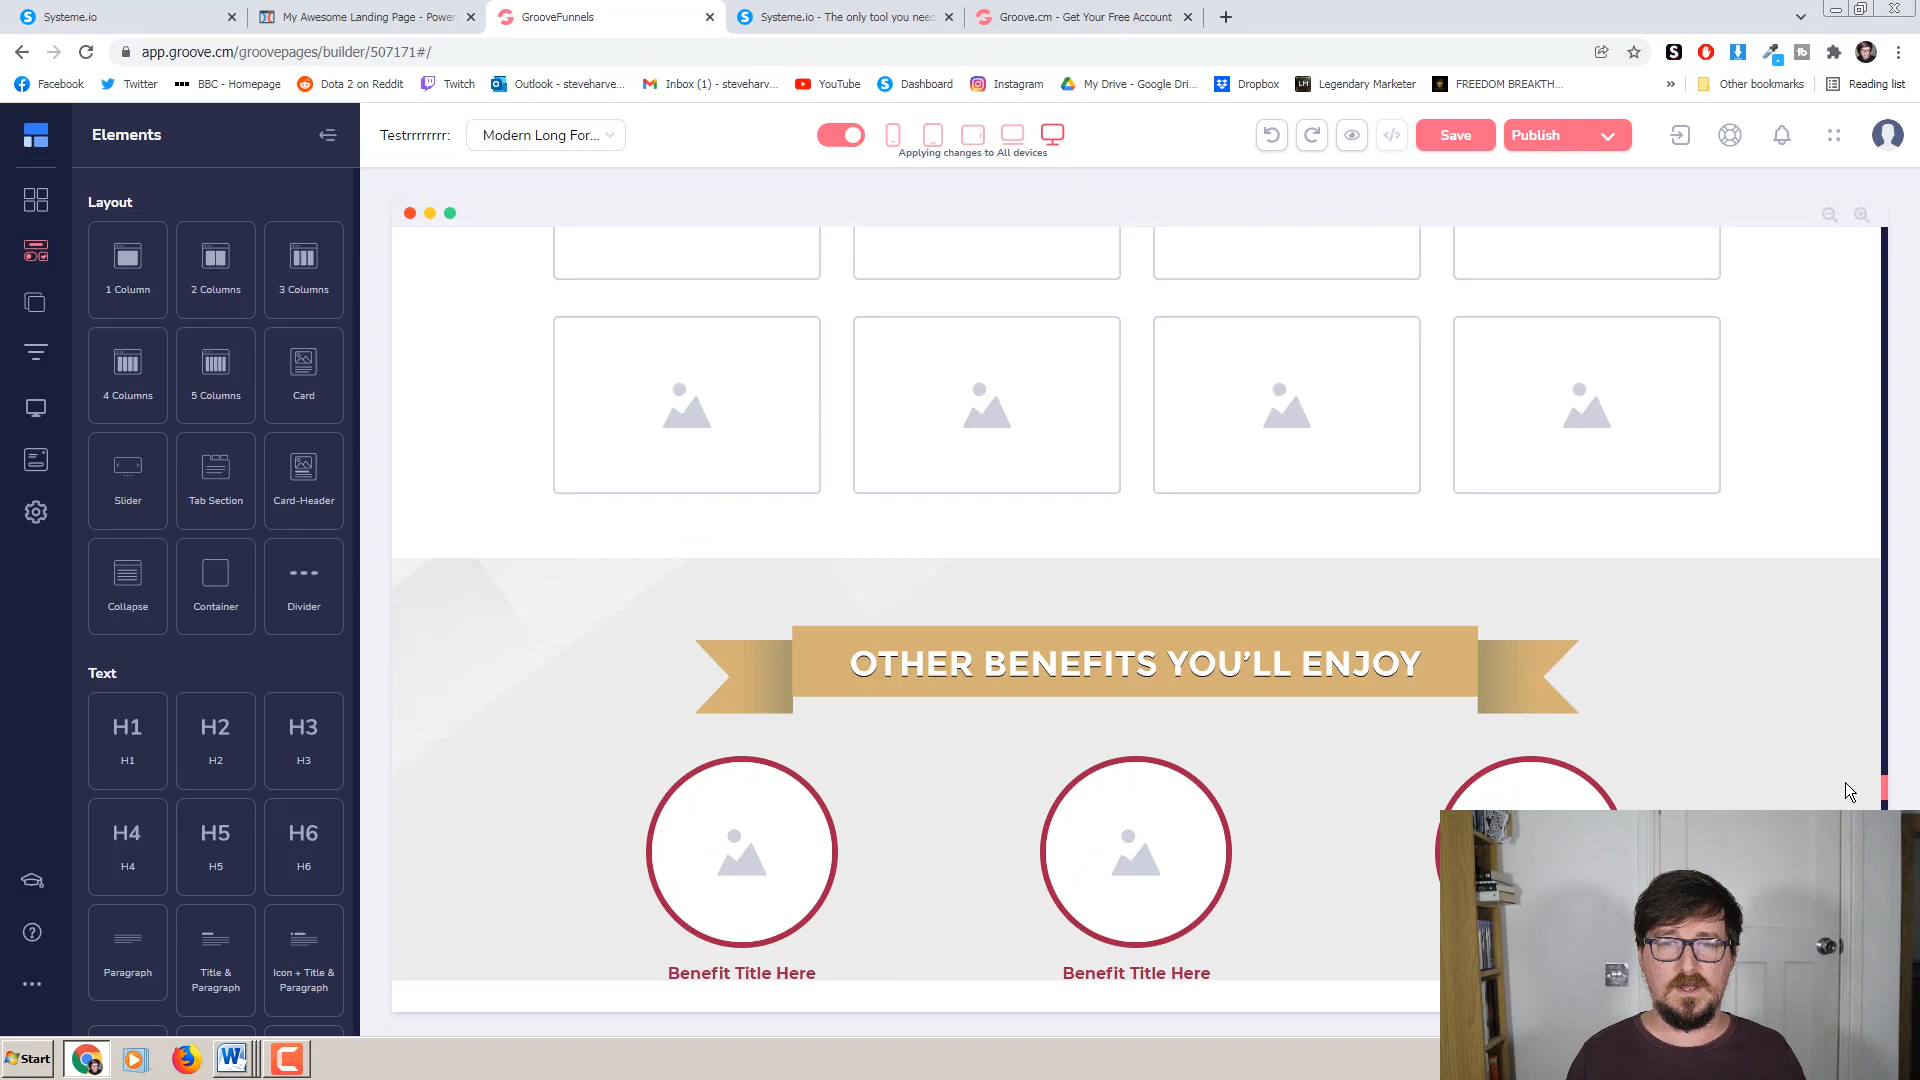 Systeme.io
My Awesome Landing Page - Power
GrooveFunnels
Systeme.io - The only tool you need
Groove.cm - Get Your Free Account
app.groove.cm/groovepages/builder/507171#/
Facebook
Twitter
BBC - Homepage
Dota 2 on Reddit
Twitch
Outlook - steveharve...
Inbox (1) - steveharv...
YouTube
Dashboard
Instagram
My Drive - Google Dri...
Dropbox
LM
Legendary Marketer
FREEDOM BREAKTH...
»
Other bookmarks
Reading list
Elements
Testrrrrrrr:
Modern Long For...
Applying changes to All devices
Save
Publish
Layout
1 Column
2 Columns
3 Columns
4 Columns
5 Columns
Card
Slider
Tab Section
Card-Header
Collapse
Container
Divider
Text
H1
H2
H3
H1
H2
H3
H4
H5
H6
H4
H5
H6
Paragraph
Title &
Paragraph
Icon + Title &
Paragraph
OTHER BENEFITS YOU’LL ENJOY
Benefit Title Here
Benefit Title Here
Start